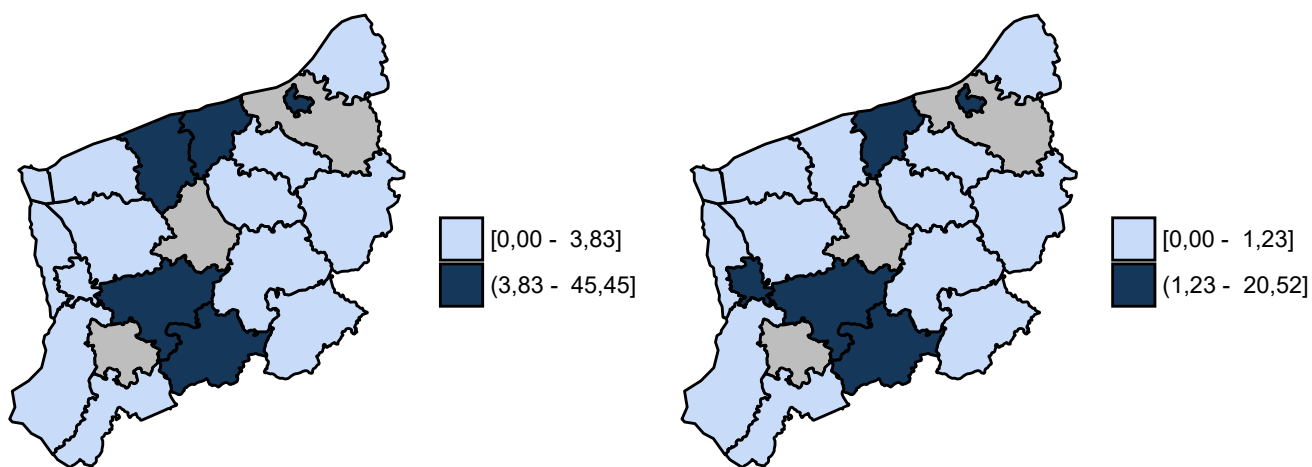 [0,00 - 3,83]
(3,83 - 45,45]
[0,00 - 1,23]
(1,23 - 20,52]